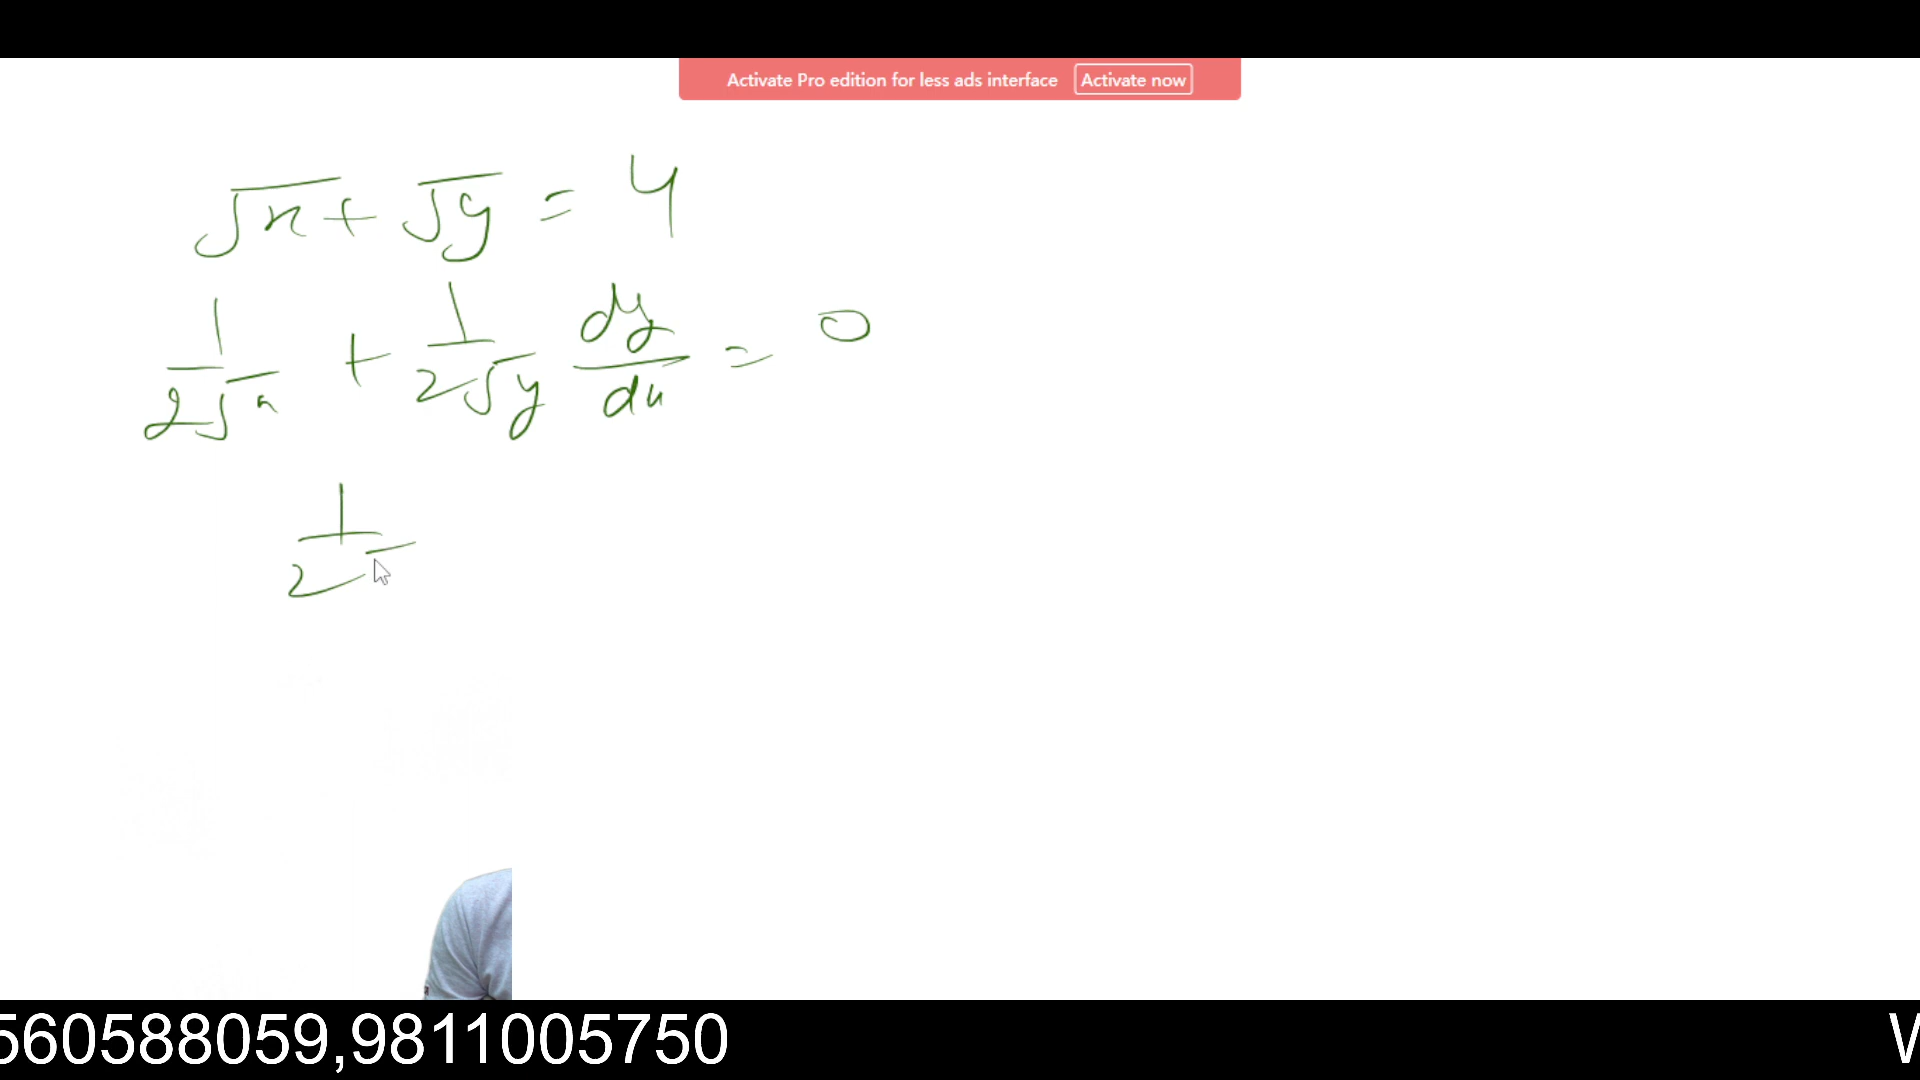 Activate Pro edition for less ads interface Activate now
√x + √y = 4
1/2√x + 1/2√y dy/dx = 0
1/2√
560588059,9811005750